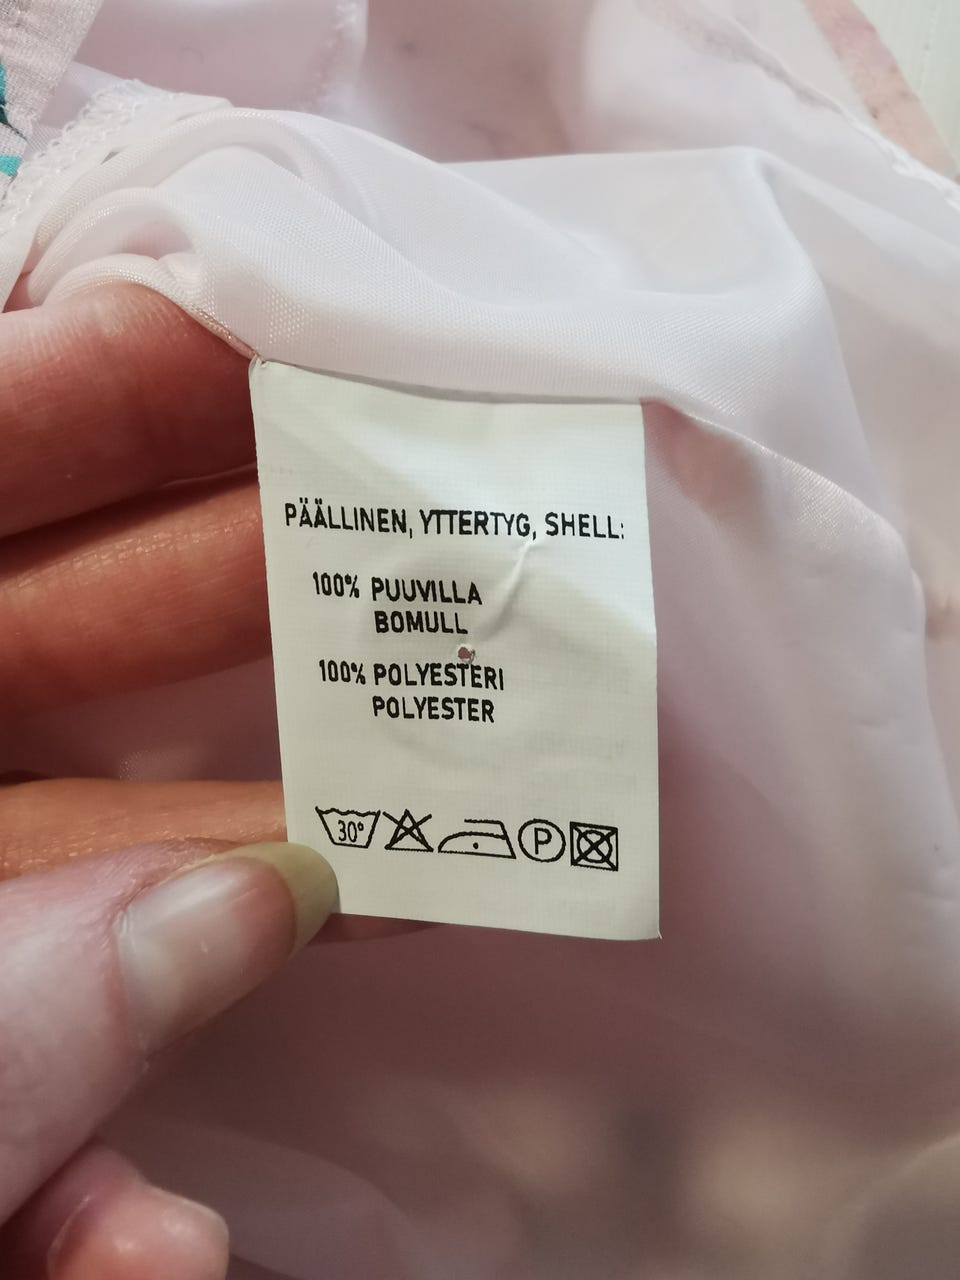 PÄÄLLINEN, YTTERTYG, SHELL:
100% PUUVILLA
BOMULL
100% POLYESTERI
POLYESTER
30° P